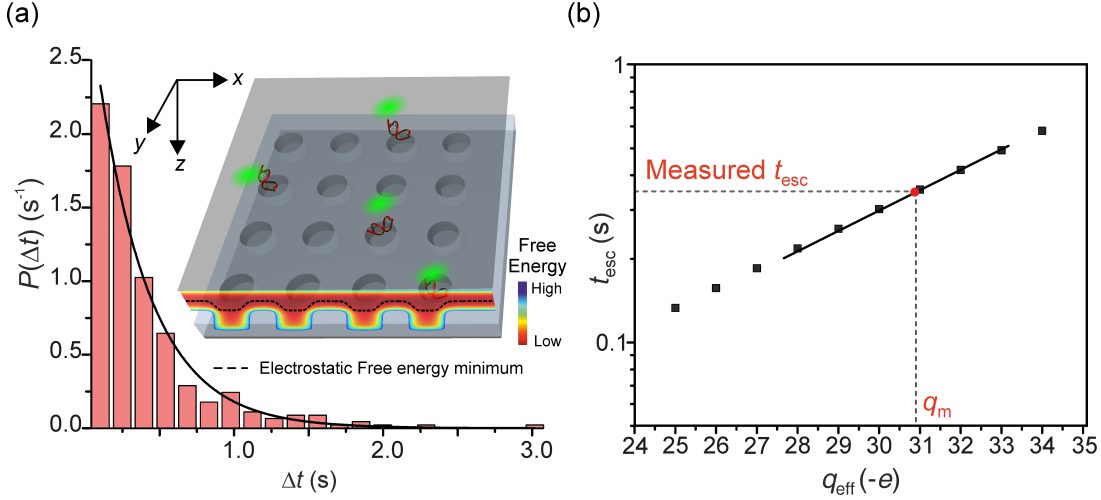 (a)
2.5
2.0
1.5
1.0
0.5
0.0
P(Δt) (s⁻¹)
x
y
z
Free
Energy
High
Low
Electrostatic Free energy minimum
1.0
2.0
3.0
Δt (s)
(b)
1
0.1
t_esc (s)
Measured t_esc
q_m
24 25 26 27 28 29 30 31 32 33 34 35
q_eff (-e)